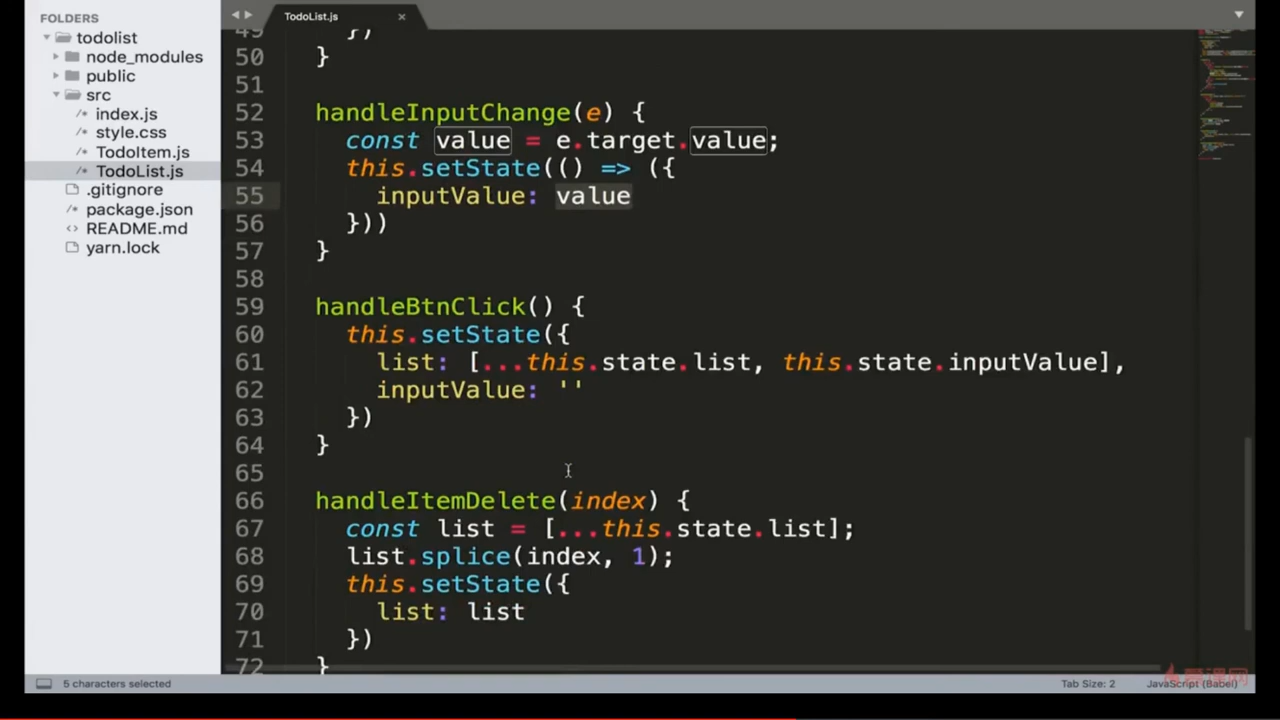 FOLDERS
todolist
node_modules
public
src
index.js
style.css
TodoItem.js
TodoList.js
.gitignore
package.json
README.md
yarn.lock
TodoList.js
49 })
50 }
51
52 handleInputChange(e) {
53 const value = e.target.value;
54 this.setState(() => ({
55 inputValue: value
56 }))
57 }
58
59 handleBtnClick() {
60 this.setState({
61 list: [...this.state.list, this.state.inputValue],
62 inputValue: ''
63 })
64 }
65
66 handleItemDelete(index) {
67 const list = [...this.state.list];
68 list.splice(index, 1);
69 this.setState({
70 list: list
71 })
72 }
5 characters selected
Tab Size: 2
JavaScript (Babel)
慕课网